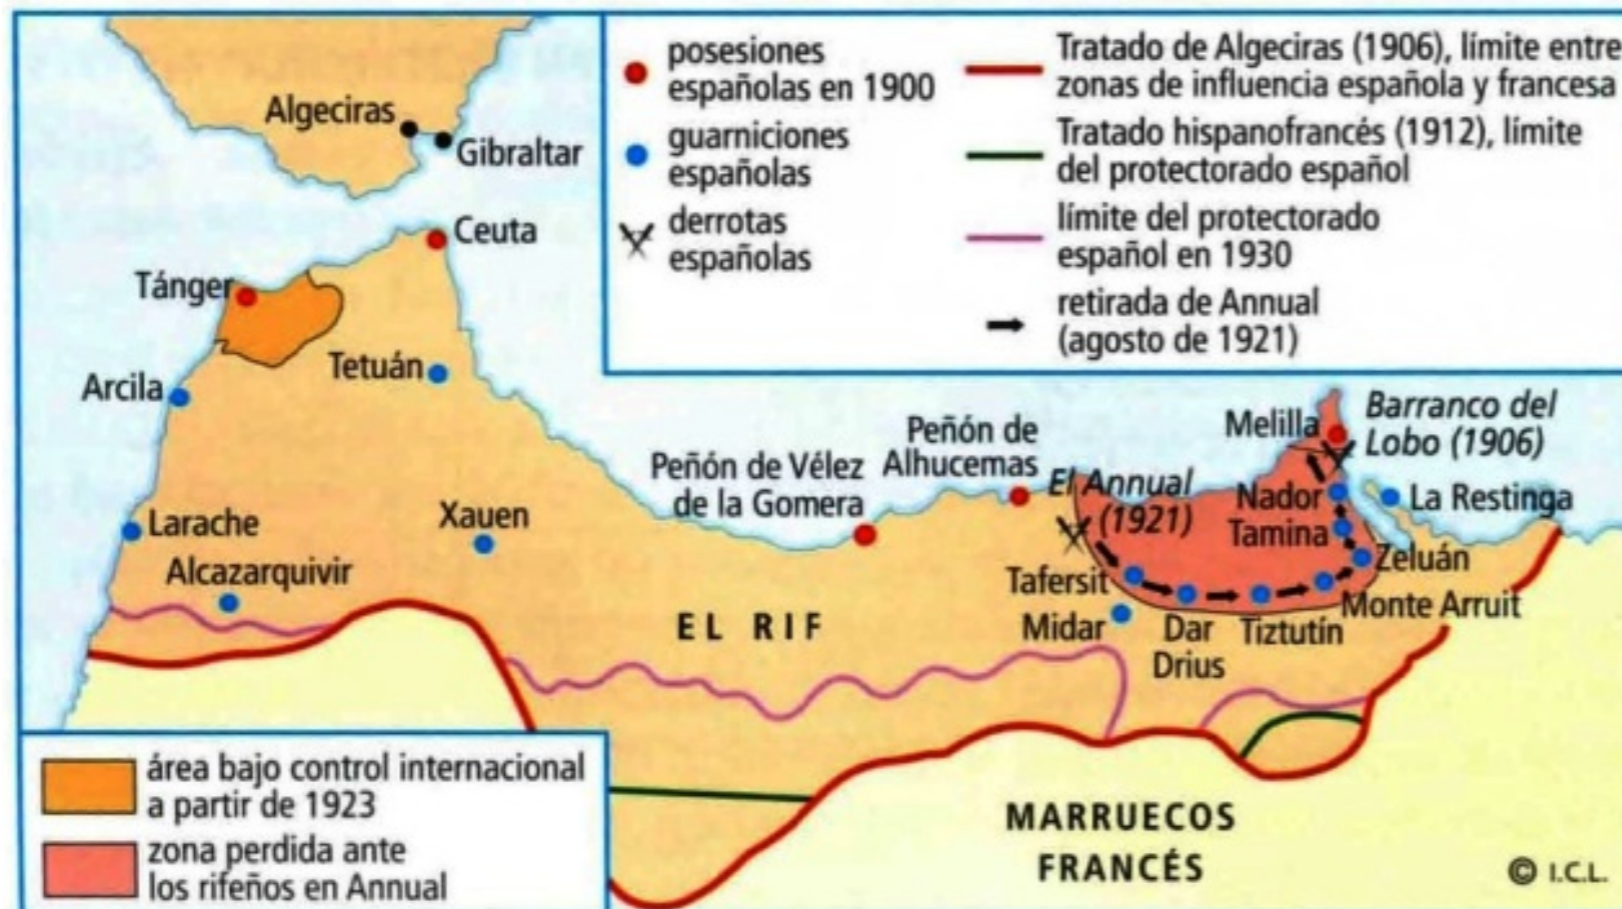 posesiones
españolas en 1900
guarniciones
españolas
derrotas
españolas
Tratado de Algeciras (1906), límite entre
zonas de influencia española y francesa
Tratado hispanofrancés (1912), límite
del protectorado español
límite del protectorado
español en 1930
retirada de Annual
(agosto de 1921)
Algeciras
Gibraltar
Ceuta
Tánger
Tetuán
Arcila
Larache
Alcazarquivir
Xauen
Peñón de Vélez
de la Gomera
Peñón de
Alhucemas
El Annual
(1921)
Melilla
Barranco del
Lobo (1906)
Nador
La Restinga
Tamina
Zeluán
Tafersit
Monte Arruit
Midar
Dar
Drius
Tiztutín
EL RIF
MARRUECOS
FRANCÉS
área bajo control internacional
a partir de 1923
zona perdida ante
los rifeños en Annual
© I.C.L.